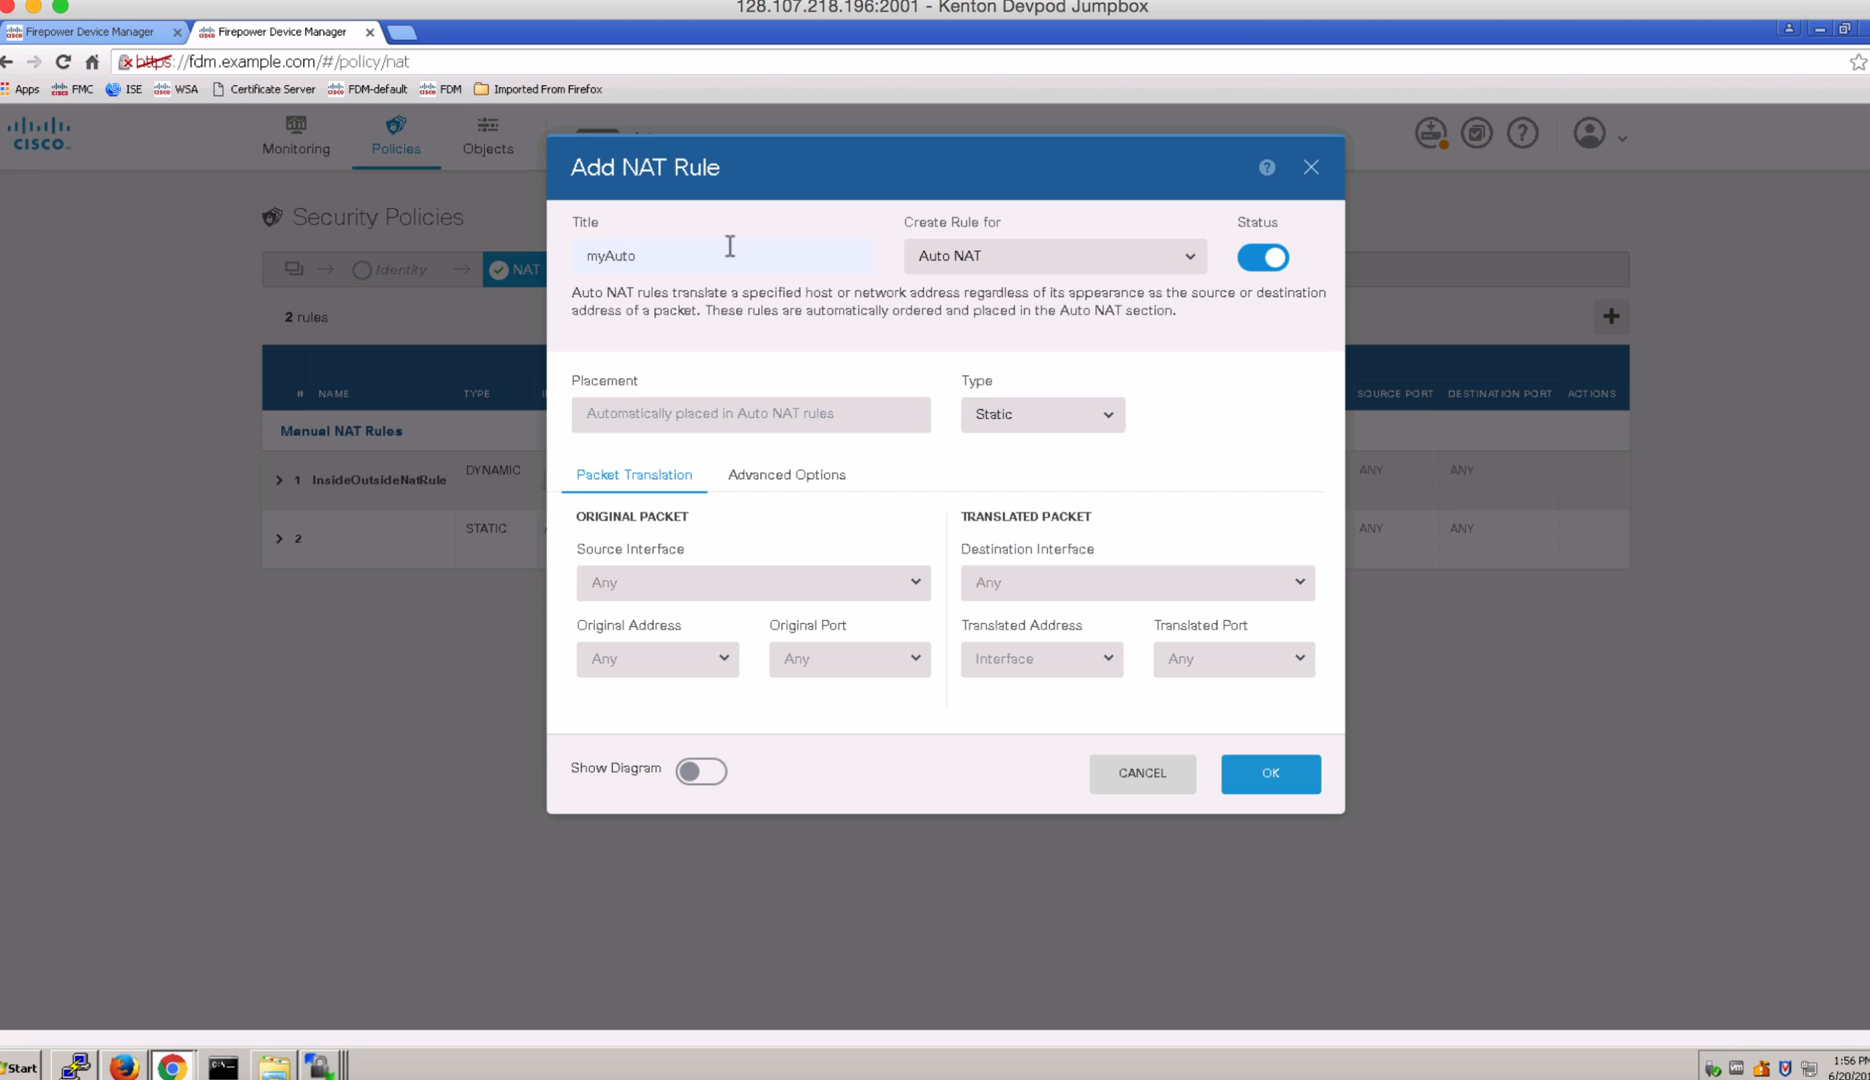 128.107.218.196:2001 - Kenton Devpod Jumpbox
Firepower Device Manager
Firepower Device Manager
https://fdm.example.com/#/policy/nat
Apps FMC ISE WSA Certificate Server FDM-default FDM Imported From Firefox
CISCO
Monitoring Policies Objects
Add NAT Rule
Security Policies
Identity NAT
2 rules
Title
myAuto
Create Rule for
Auto NAT
Status
Auto NAT rules translate a specified host or network address regardless of its appearance as the source or destination
address of a packet. These rules are automatically ordered and placed in the Auto NAT section.
# NAME TYPE SOURCE PORT DESTINATION PORT ACTIONS
Manual NAT Rules
1 InsideOutsideNatRule DYNAMIC ANY ANY
2 STATIC ANY ANY
Placement
Automatically placed in Auto NAT rules
Type
Static
Packet Translation Advanced Options
ORIGINAL PACKET
Source Interface
Any
Original Address
Any
Original Port
Any
TRANSLATED PACKET
Destination Interface
Any
Translated Address
Interface
Translated Port
Any
Show Diagram
CANCEL OK
Start
1:56 PM